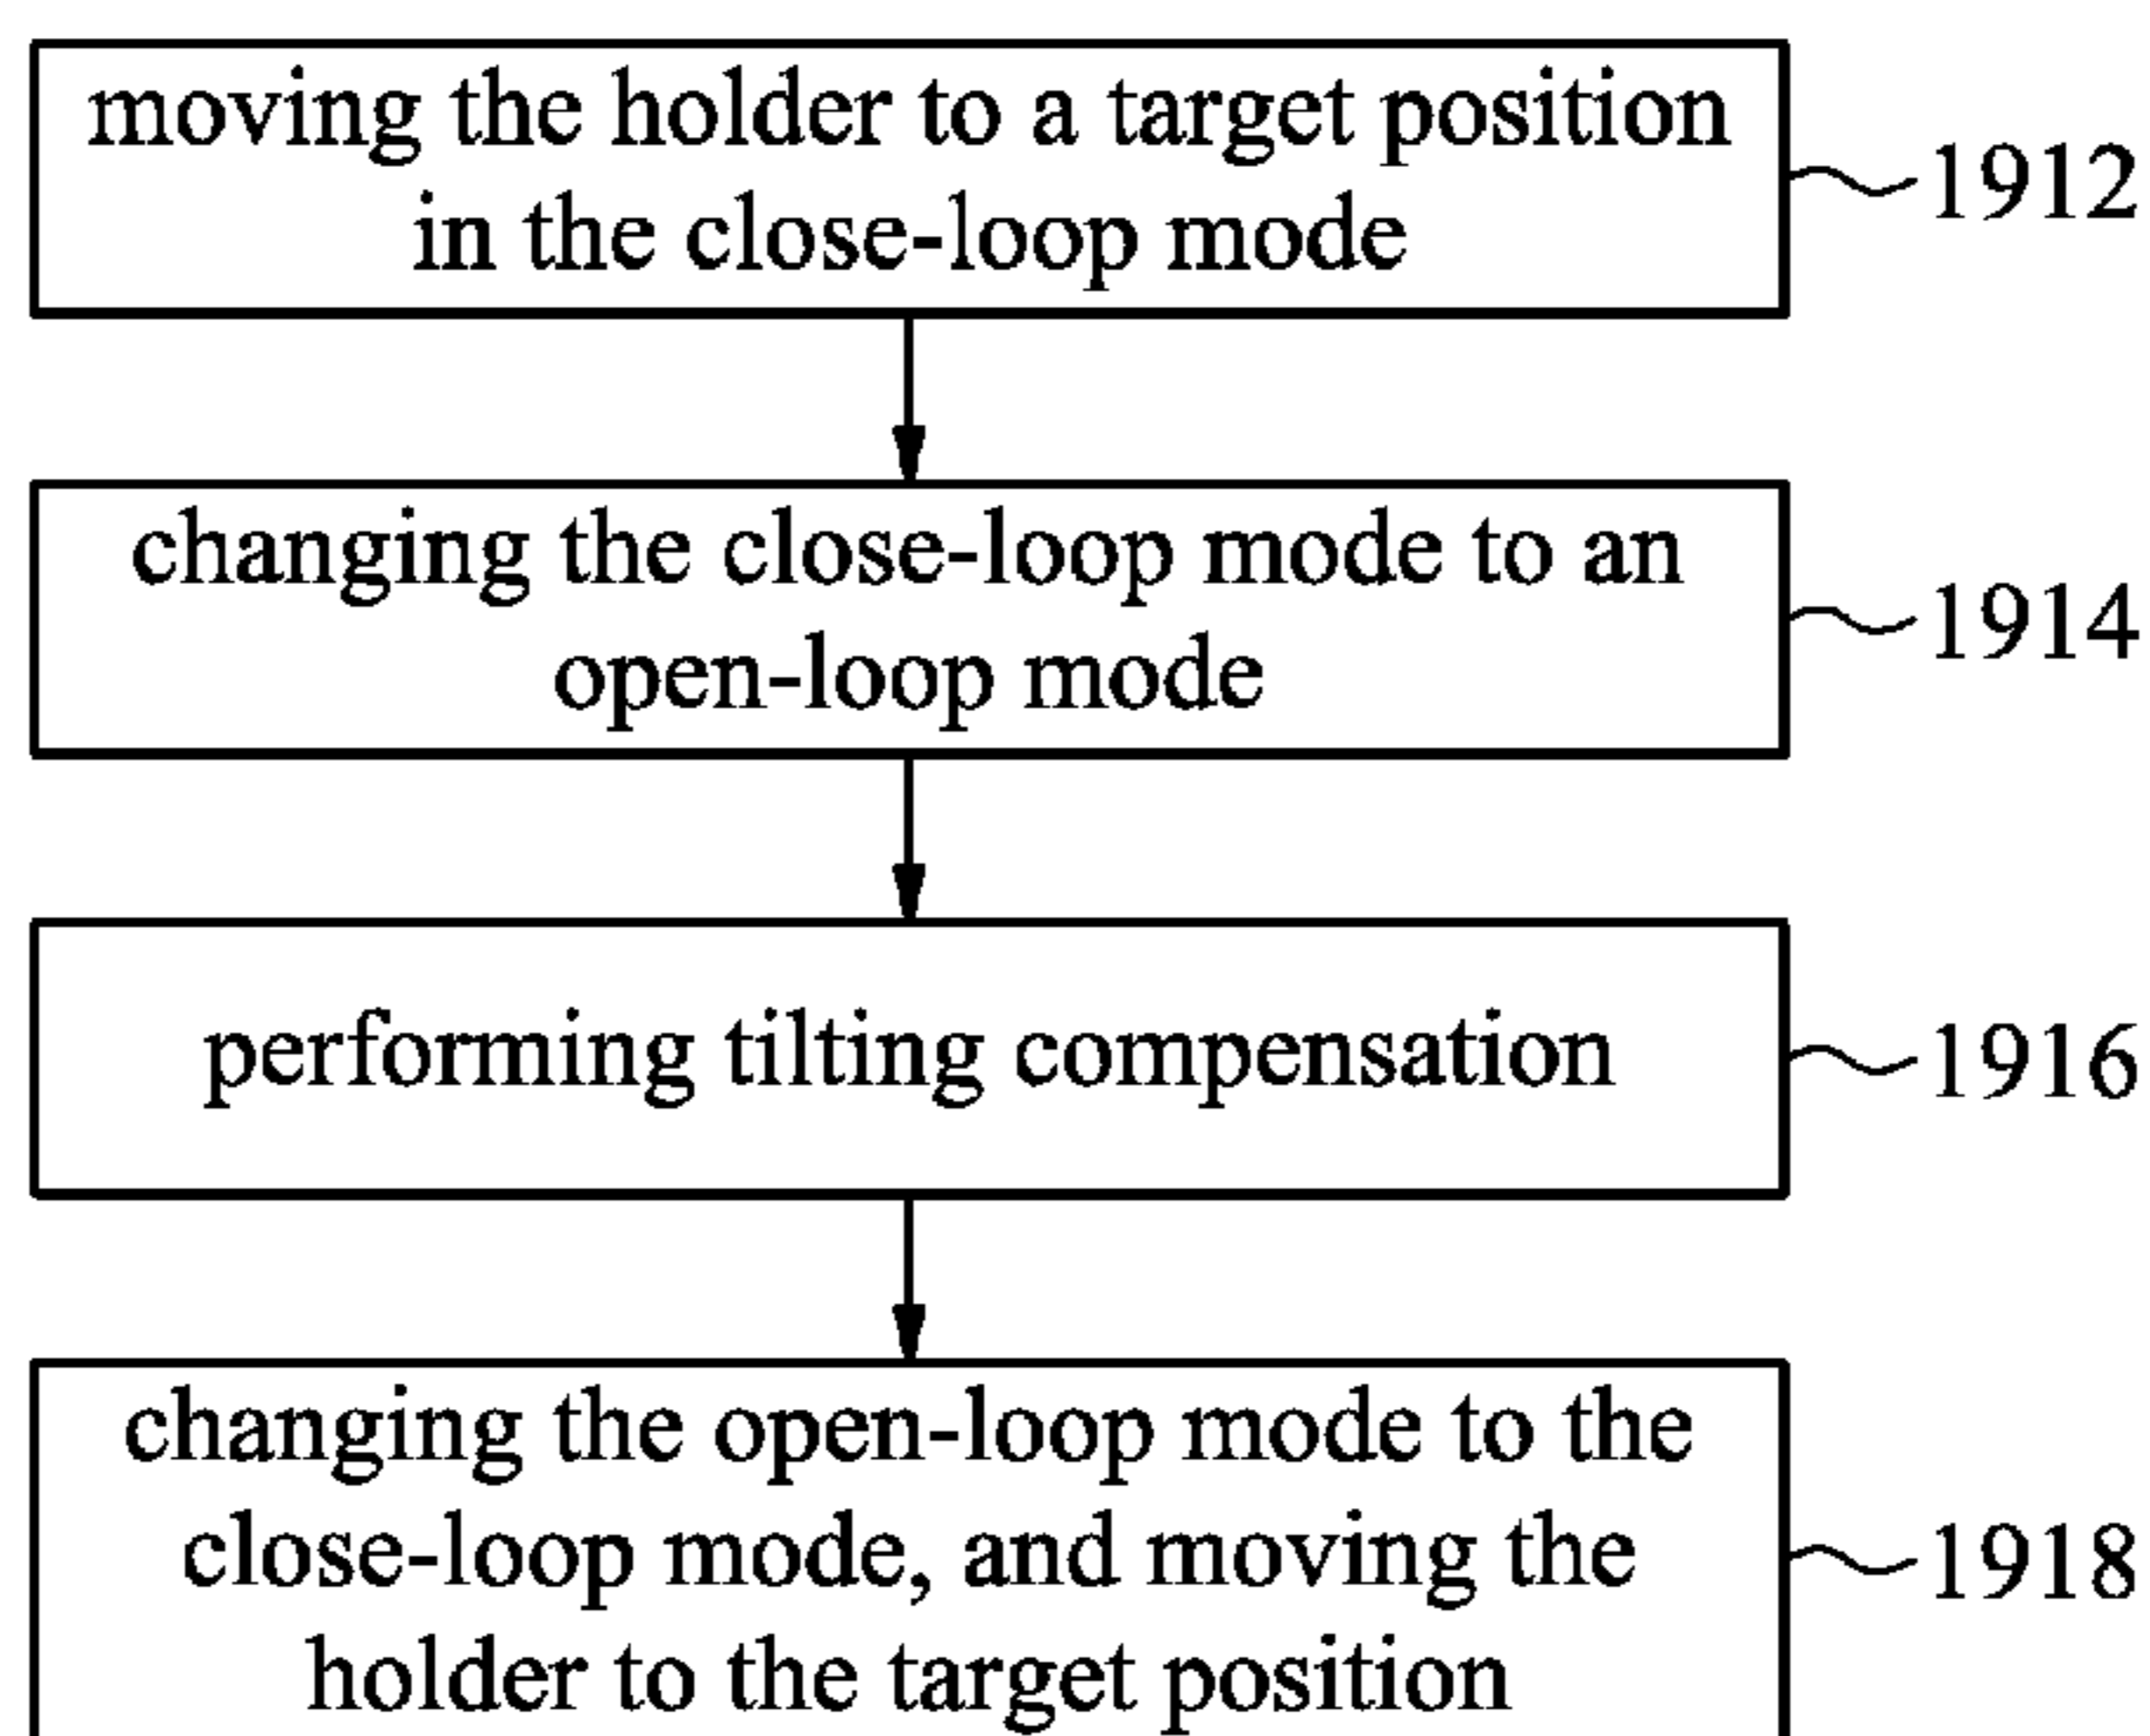 moving the holder to a target position
in the close-loop mode
1912
changing the close-loop mode to an
open-loop mode
1914
performing tilting compensation
1916
changing the open-loop mode to the
close-loop mode, and moving the
holder to the target position
1918